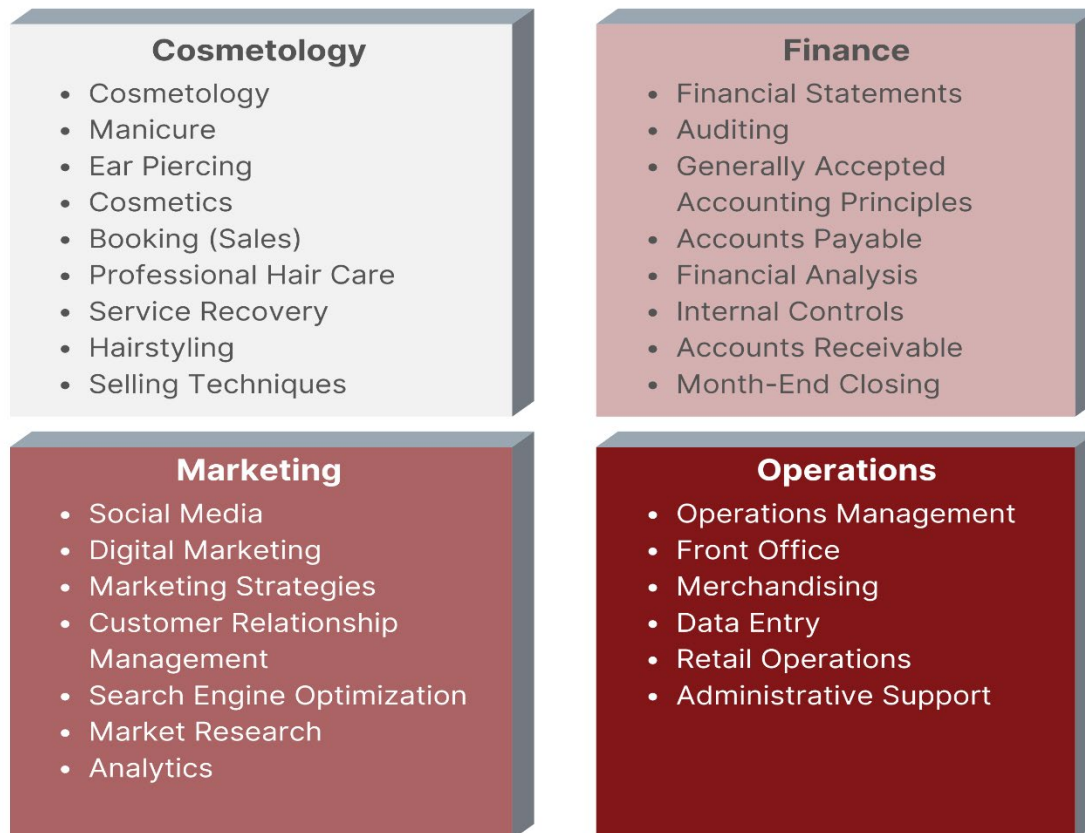 Cosmetology
• Cosmetology
• Manicure
• Ear Piercing
• Cosmetics
• Booking (Sales)
• Professional Hair Care
• Service Recovery
• Hairstyling
• Selling Techniques
Finance
• Financial Statements
• Auditing
• Generally Accepted
Accounting Principles
• Accounts Payable
• Financial Analysis
• Internal Controls
• Accounts Receivable
• Month-End Closing
Marketing
• Social Media
• Digital Marketing
• Marketing Strategies
• Customer Relationship
Management
• Search Engine Optimization
• Market Research
• Analytics
Operations
• Operations Management
• Front Office
• Merchandising
• Data Entry
• Retail Operations
• Administrative Support